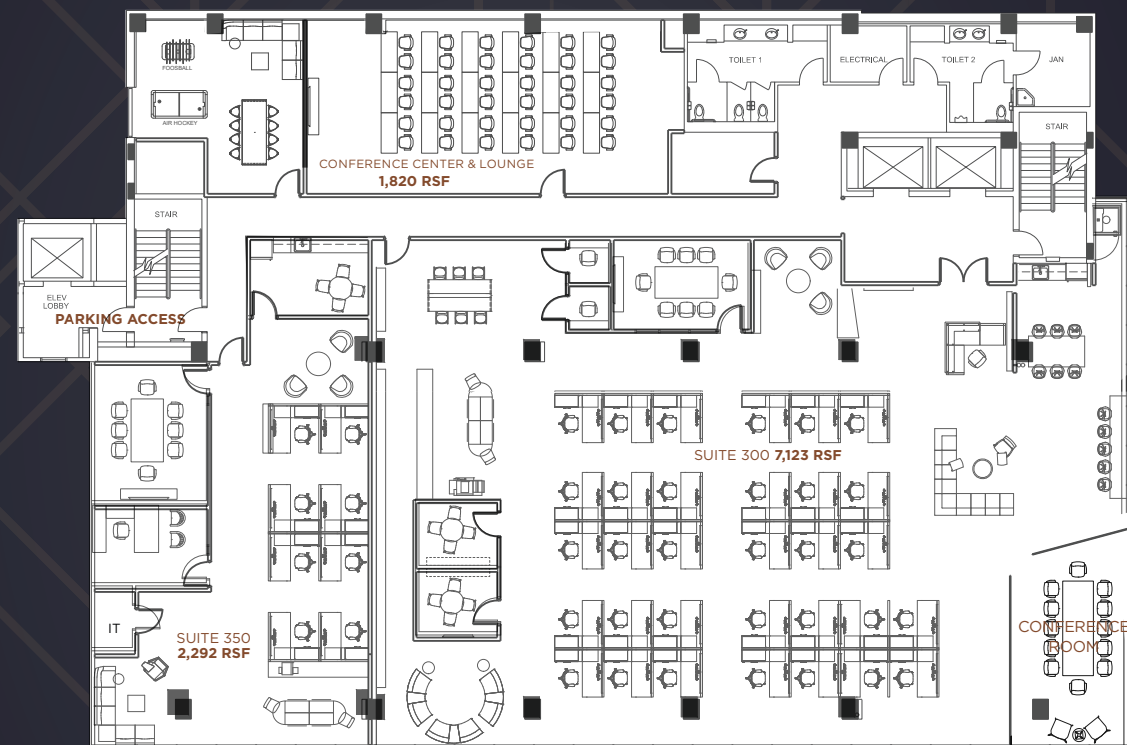 TOILET 1
ELECTRICAL
TOILET 2
JAN
FOOSBALL
AIR HOCKEY
STAIR
CONFERENCE CENTER & LOUNGE
1,820 RSF
STAIR
ELEV
LOBBY
PARKING ACCESS
SUITE 300 7,123 RSF
IT
SUITE 350
2,292 RSF
CONFERENCE
ROOM